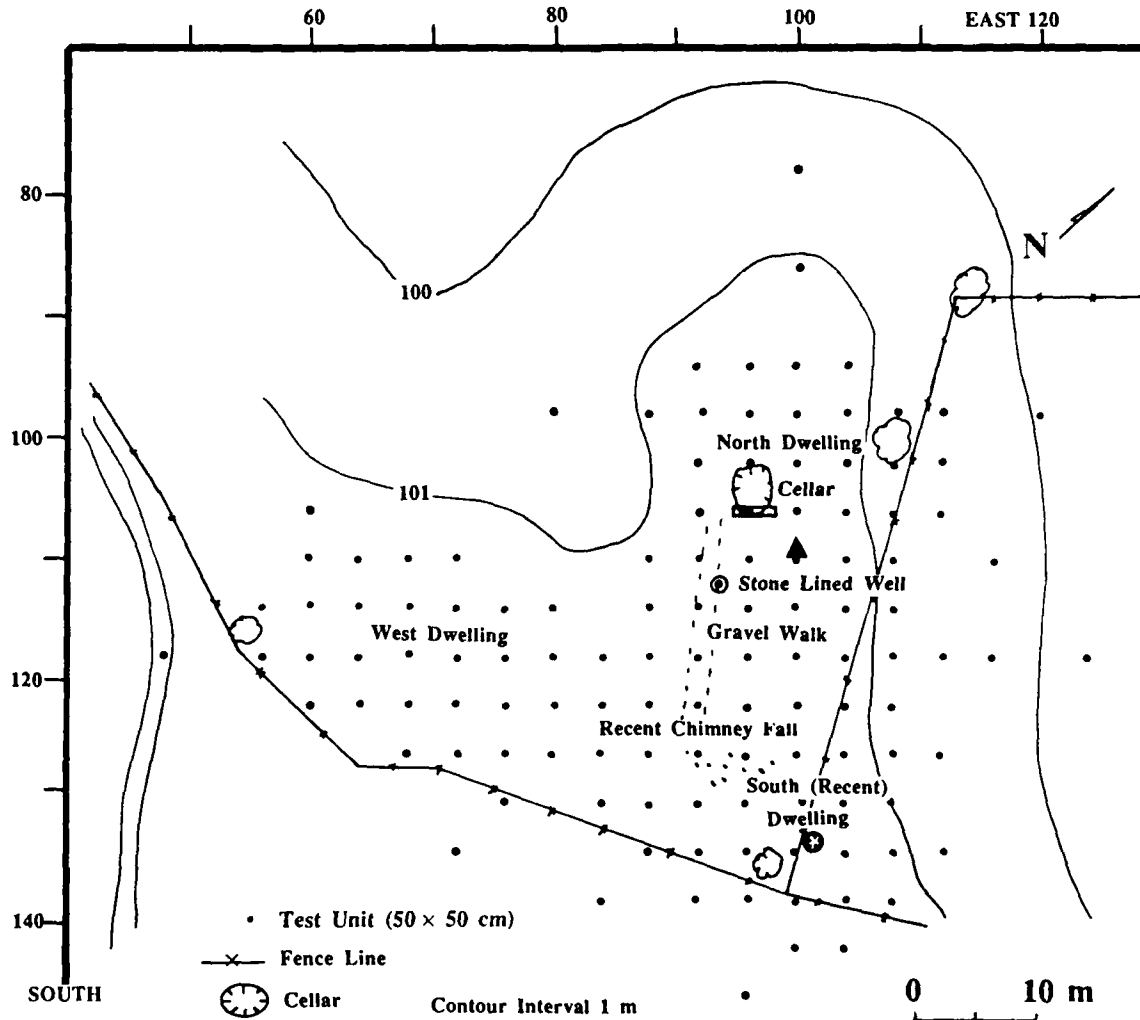 60
80
100
EAST 120
80
N
100
100
North Dwelling
Cellar
101
Stone Lined Well
West Dwelling
Gravel Walk
120
Recent Chimney Fall
South (Recent)
Dwelling
140
Test Unit (50 × 50 cm)
Fence Line
SOUTH
Cellar
Contour Interval 1 m
0 10 m